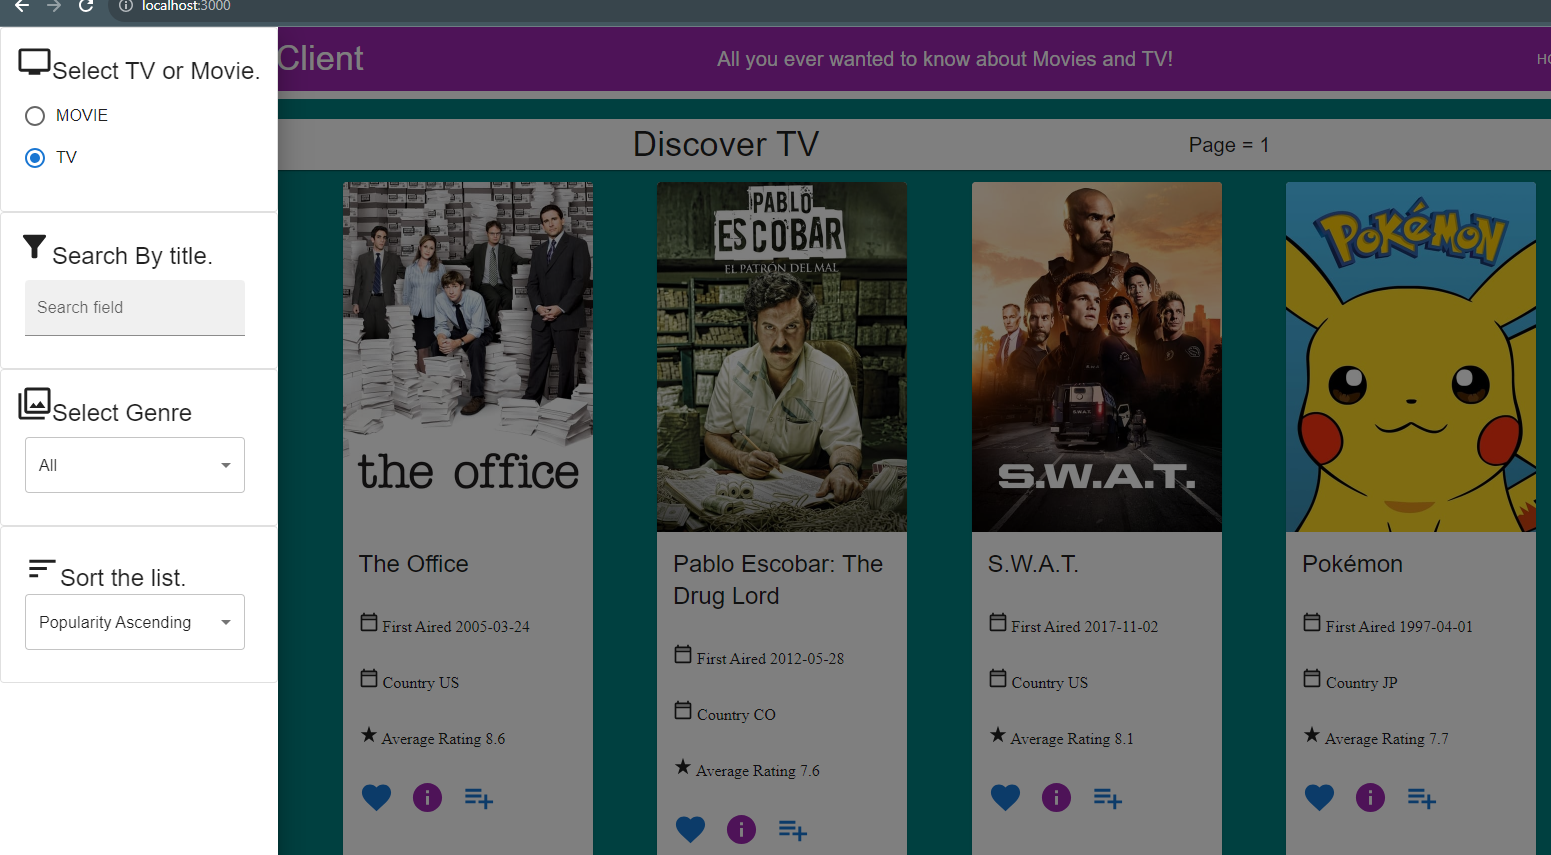 localhost:3000
Client
All you ever wanted to know about Movies and TV!
Select TV or Movie.
MOVIE
TV
Search By title.
Search field
Select Genre
All
Sort the list.
Popularity Ascending
Discover TV
Page = 1
the office
The Office
First Aired 2005-03-24
Country US
Average Rating 8.6
PABLO
ESCOBAR
EL PATRÓN DEL MAL
Pablo Escobar: The
Drug Lord
First Aired 2012-05-28
Country CO
Average Rating 7.6
S.W.A.T.
S.W.A.T.
S.W.A.T.
First Aired 2017-11-02
Country US
Average Rating 8.1
POKéMON
Pokémon
First Aired 1997-04-01
Country JP
Average Rating 7.7